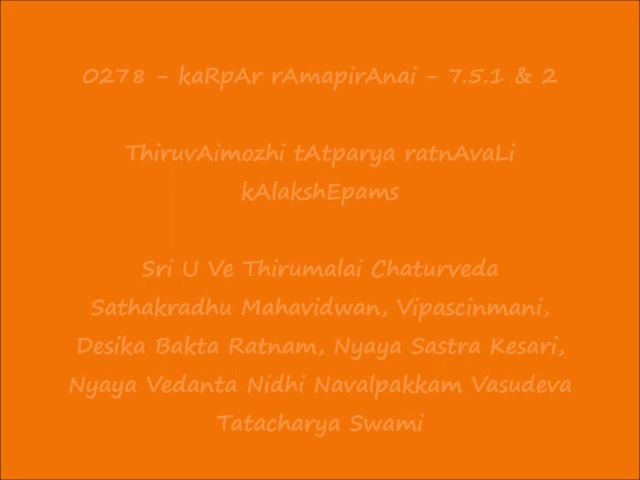 0278 - kaRpAr rAmapirAnai - 7.5.1 & 2
ThiruvAimozhi tAtparya ratnAvaLi
kAlakshEpams
Sri U Ve Thirumalai Chaturveda
Sathakradhu Mahavidwan, Vipascinmani,
Desika Bakta Ratnam, Nyaya Sastra Kesari,
Nyaya Vedanta Nidhi Navalpakkam Vasudeva
Tatacharya Swami